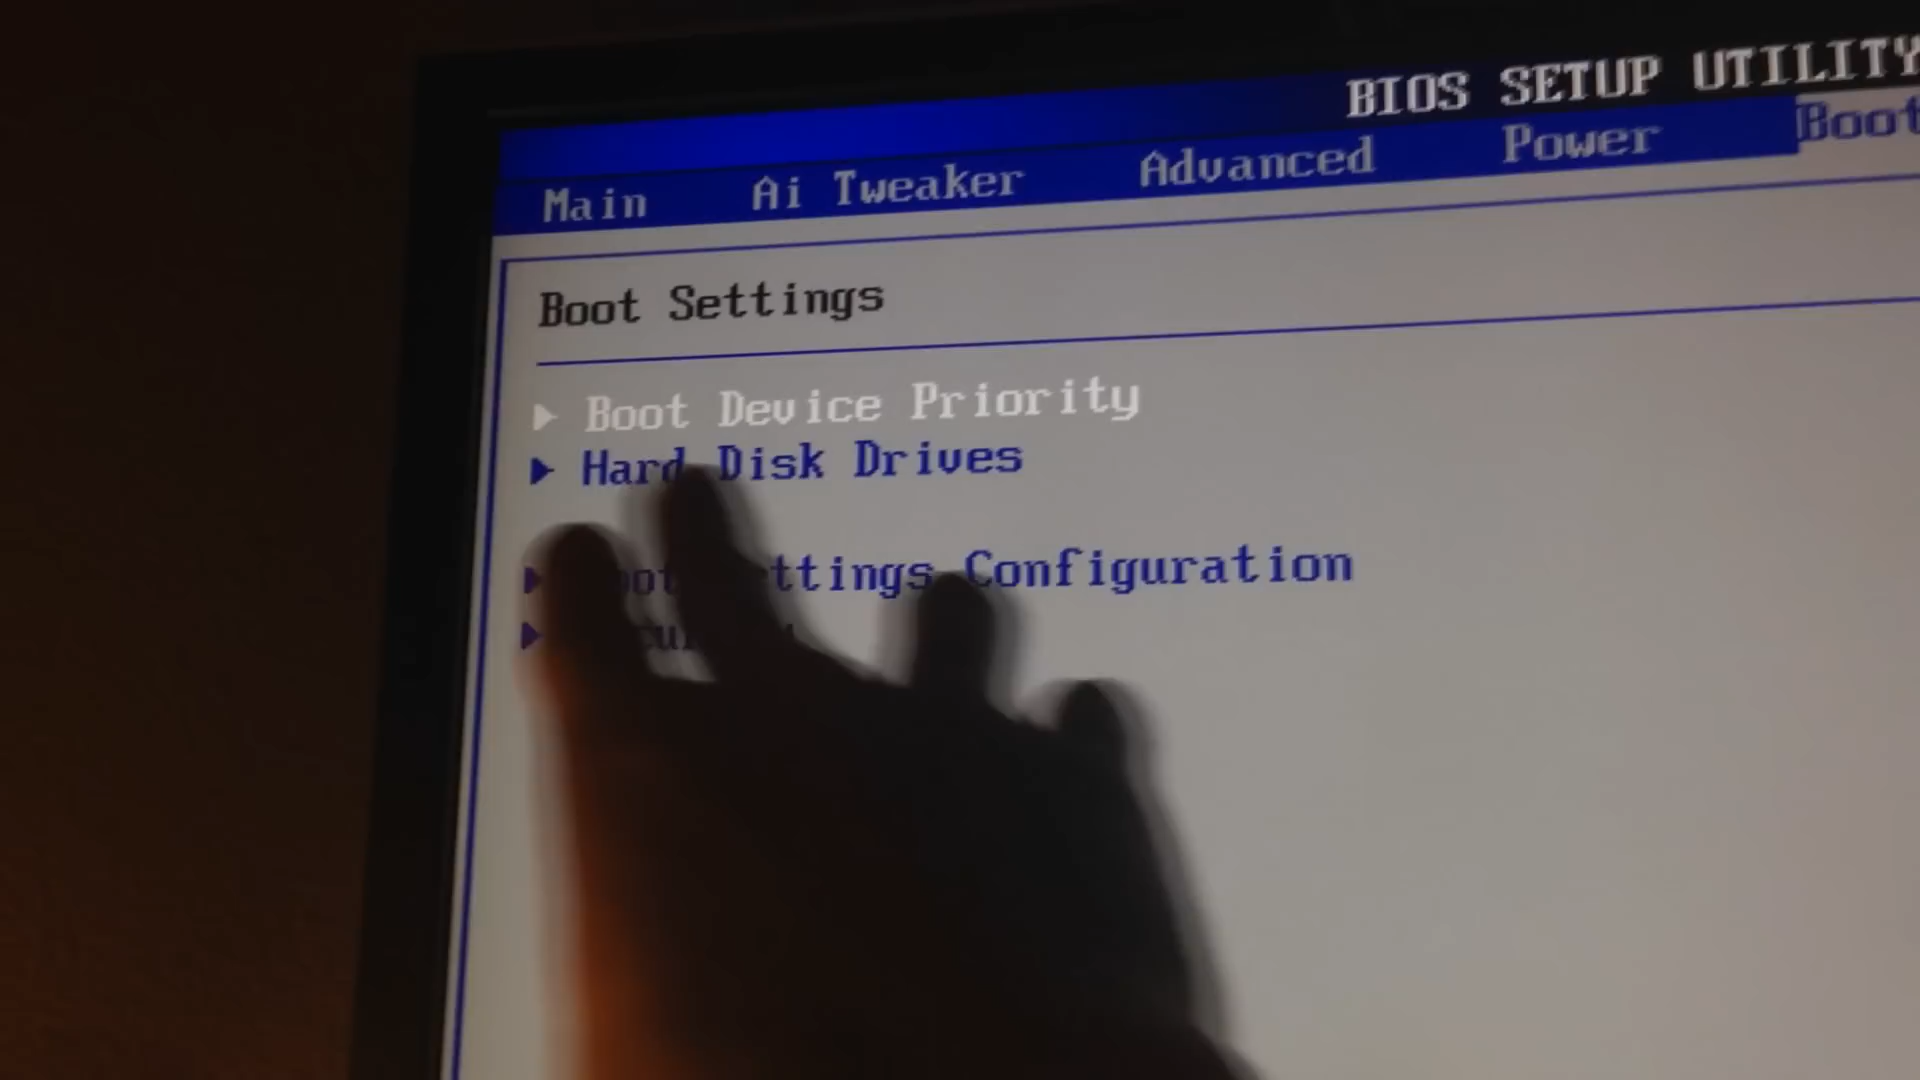 BIOS SETUP UTILITY
Main Ai Tweaker Advanced Power Boot
Boot Settings
Boot Device Priority
Hard Disk Drives
Configuration